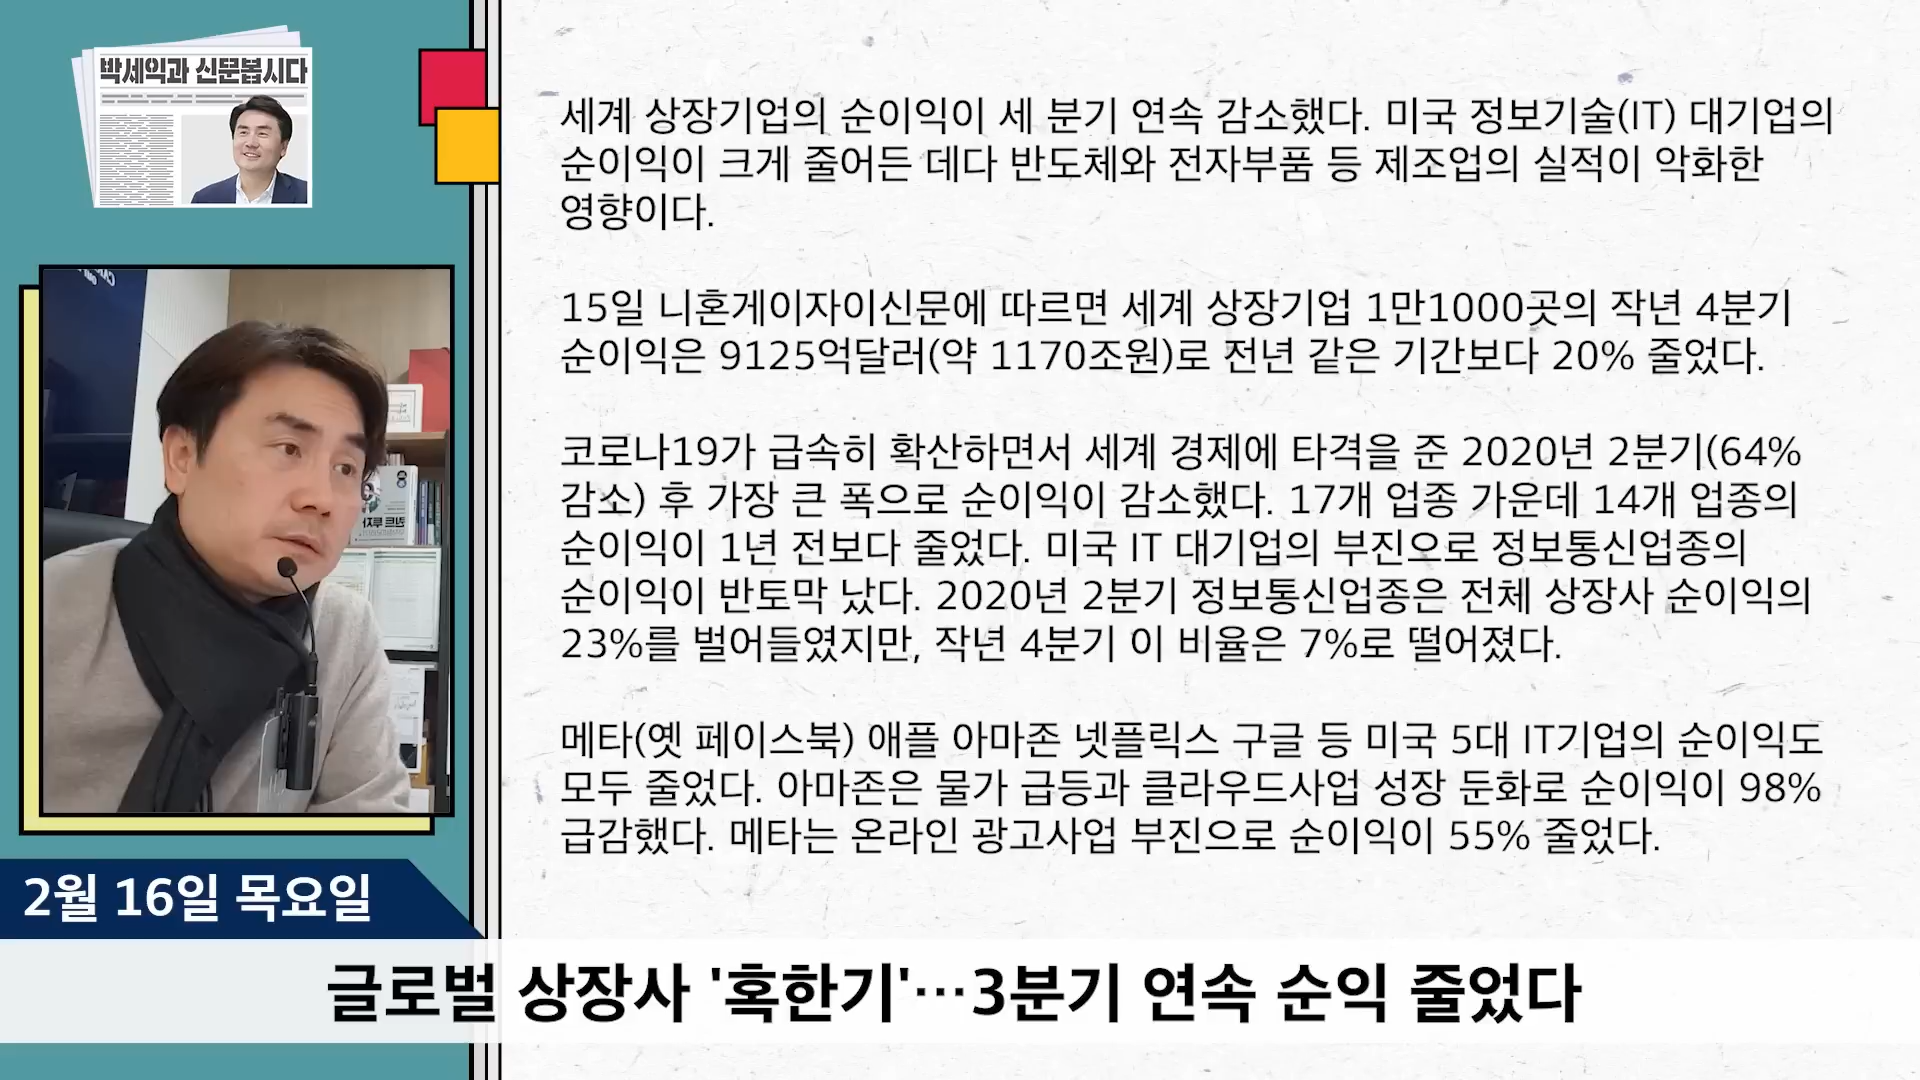 박세익과 신문봅시다
세계 상장기업의 순이익이 세 분기 연속 감소했다. 미국 정보기술(IT) 대기업의
순이익이 크게 줄어든 데다 반도체와 전자부품 등 제조업의 실적이 악화한
영향이다.
15일 니혼게이자이신문에 따르면 세계 상장기업 1만1000곳의 작년 4분기
순이익은 9125억달러(약 1170조원)로 전년 같은 기간보다 20% 줄었다.
코로나19가 급속히 확산하면서 세계 경제에 타격을 준 2020년 2분기(64%
감소) 후 가장 큰 폭으로 순이익이 감소했다. 17개 업종 가운데 14개 업종의
순이익이 1년 전보다 줄었다. 미국 IT 대기업의 부진으로 정보통신업종의
순이익이 반토막 났다. 2020년 2분기 정보통신업종은 전체 상장사 순이익의
23%를 벌어들였지만, 작년 4분기 이 비율은 7%로 떨어졌다.
메타(옛 페이스북) 애플 아마존 넷플릭스 구글 등 미국 5대 IT기업의 순이익도
모두 줄었다. 아마존은 물가 급등과 클라우드사업 성장 둔화로 순이익이 98%
급감했다. 메타는 온라인 광고사업 부진으로 순이익이 55% 줄었다.
2월 16일 목요일
글로벌 상장사 '혹한기'…3분기 연속 순익 줄었다